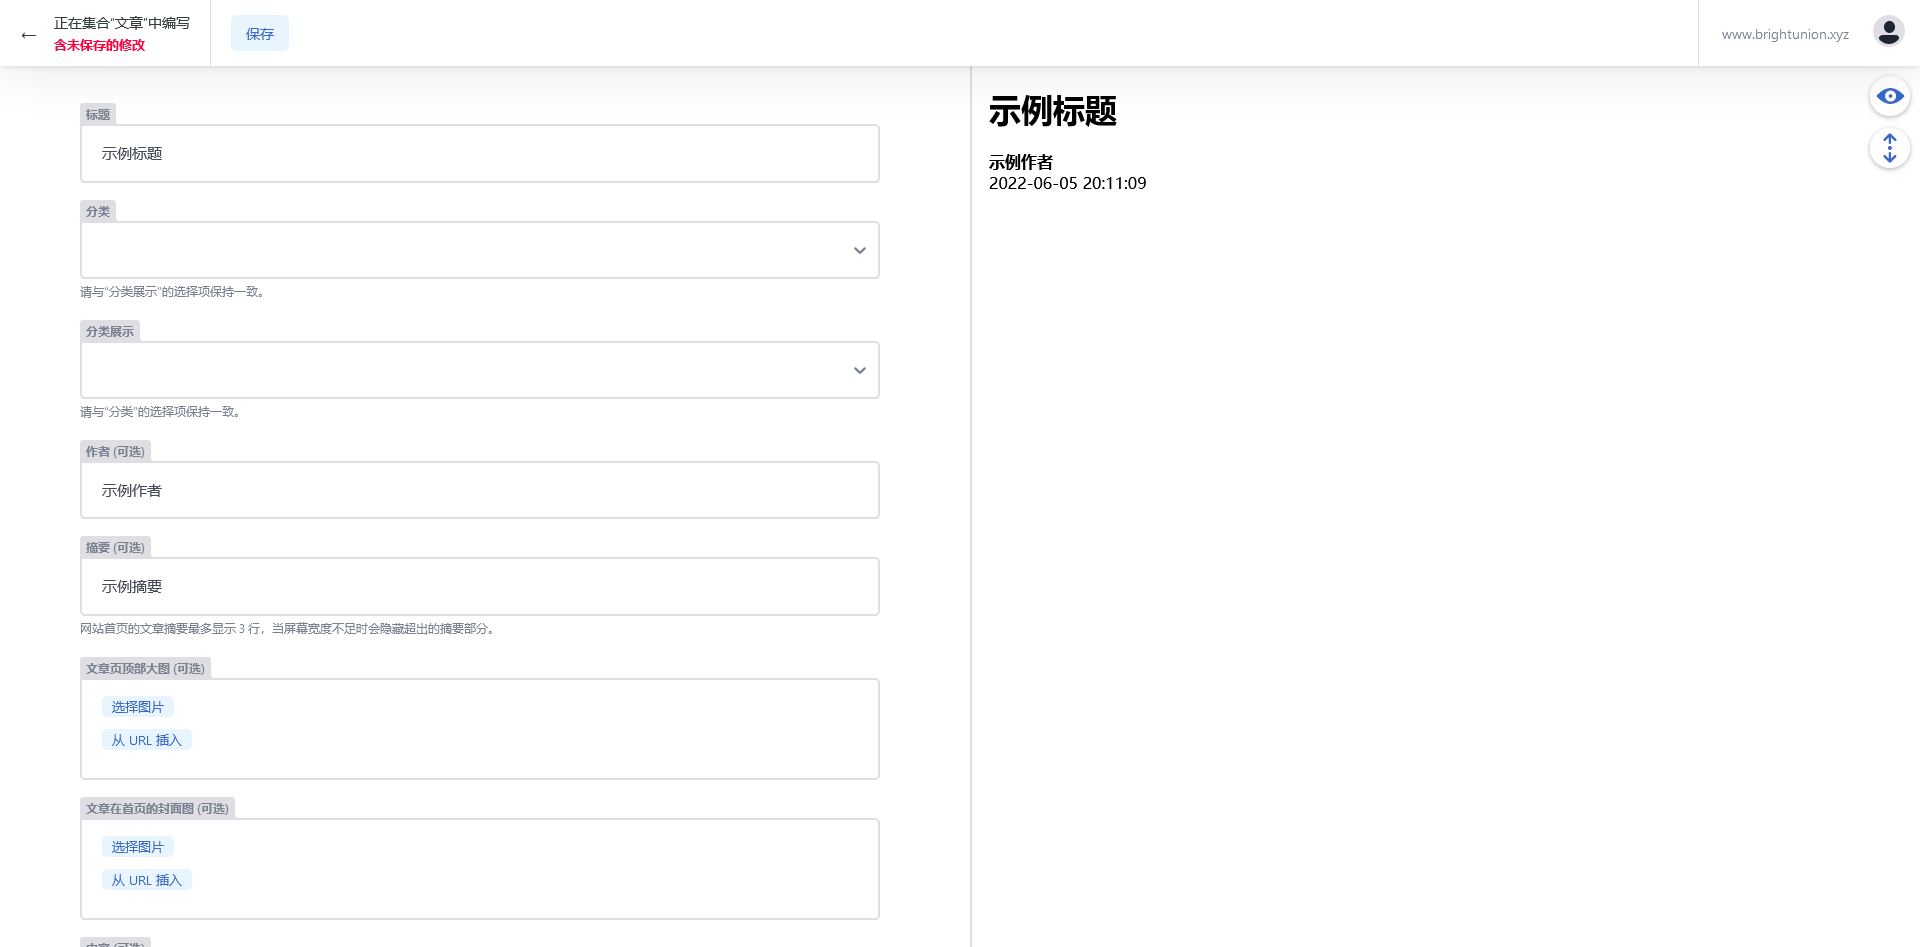 正在集合“文章”中编写
含未保存的修改
保存
www.brightunion.xyz
标题
示例标题
分类
请与“分类展示”的选择项保持一致。
分类展示
请与“分类”的选择项保持一致。
作者 (可选)
示例作者
摘要 (可选)
示例摘要
网站首页的文章摘要最多显示 3 行，当屏幕宽度不足时会隐藏超出的摘要部分。
文章页顶部大图 (可选)
选择图片
从 URL 插入
文章在首页的封面图 (可选)
选择图片
从 URL 插入
内容 (可选)
示例标题
示例作者
2022-06-05 20:11:09